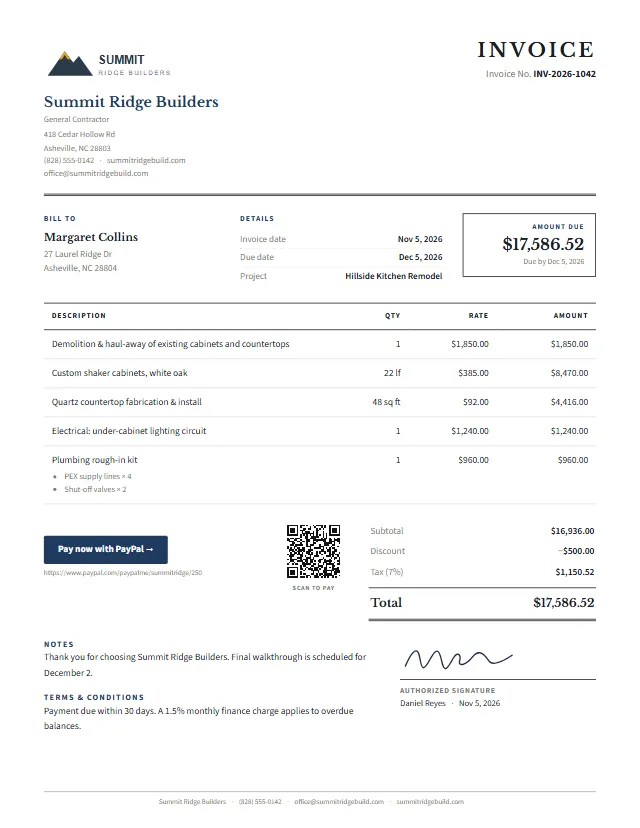 SUMMIT
RIDGE BUILDERS
INVOICE
Invoice No. INV-2026-1042
Summit Ridge Builders
General Contractor
418 Cedar Hollow Rd
Asheville, NC 28803
(828) 555-0142 · summitridgebuild.com
office@summitridgebuild.com
BILL TO
Margaret Collins
27 Laurel Ridge Dr
Asheville, NC 28804
DETAILS
Invoice date Nov 5, 2026
Due date Dec 5, 2026
Project Hillside Kitchen Remodel
AMOUNT DUE
$17,586.52
Due by Dec 5, 2026
DESCRIPTION QTY RATE AMOUNT
Demolition & haul-away of existing cabinets and countertops 1 $1,850.00 $1,850.00
Custom shaker cabinets, white oak 22 lf $385.00 $8,470.00
Quartz countertop fabrication & install 48 sq ft $92.00 $4,416.00
Electrical: under-cabinet lighting circuit 1 $1,240.00 $1,240.00
Plumbing rough-in kit 1 $960.00 $960.00
• PEX supply lines × 4
• Shut-off valves × 2
Pay now with PayPal →
https://www.paypal.com/paypalme/summitridge/250
SCAN TO PAY
Subtotal $16,936.00
Discount −$500.00
Tax (7%) $1,150.52
Total $17,586.52
NOTES
Thank you for choosing Summit Ridge Builders. Final walkthrough is scheduled for
December 2.
TERMS & CONDITIONS
Payment due within 30 days. A 1.5% monthly finance charge applies to overdue
balances.
AUTHORIZED SIGNATURE
Daniel Reyes · Nov 5, 2026
Summit Ridge Builders · (828) 555-0142 · office@summitridgebuild.com · summitridgebuild.com